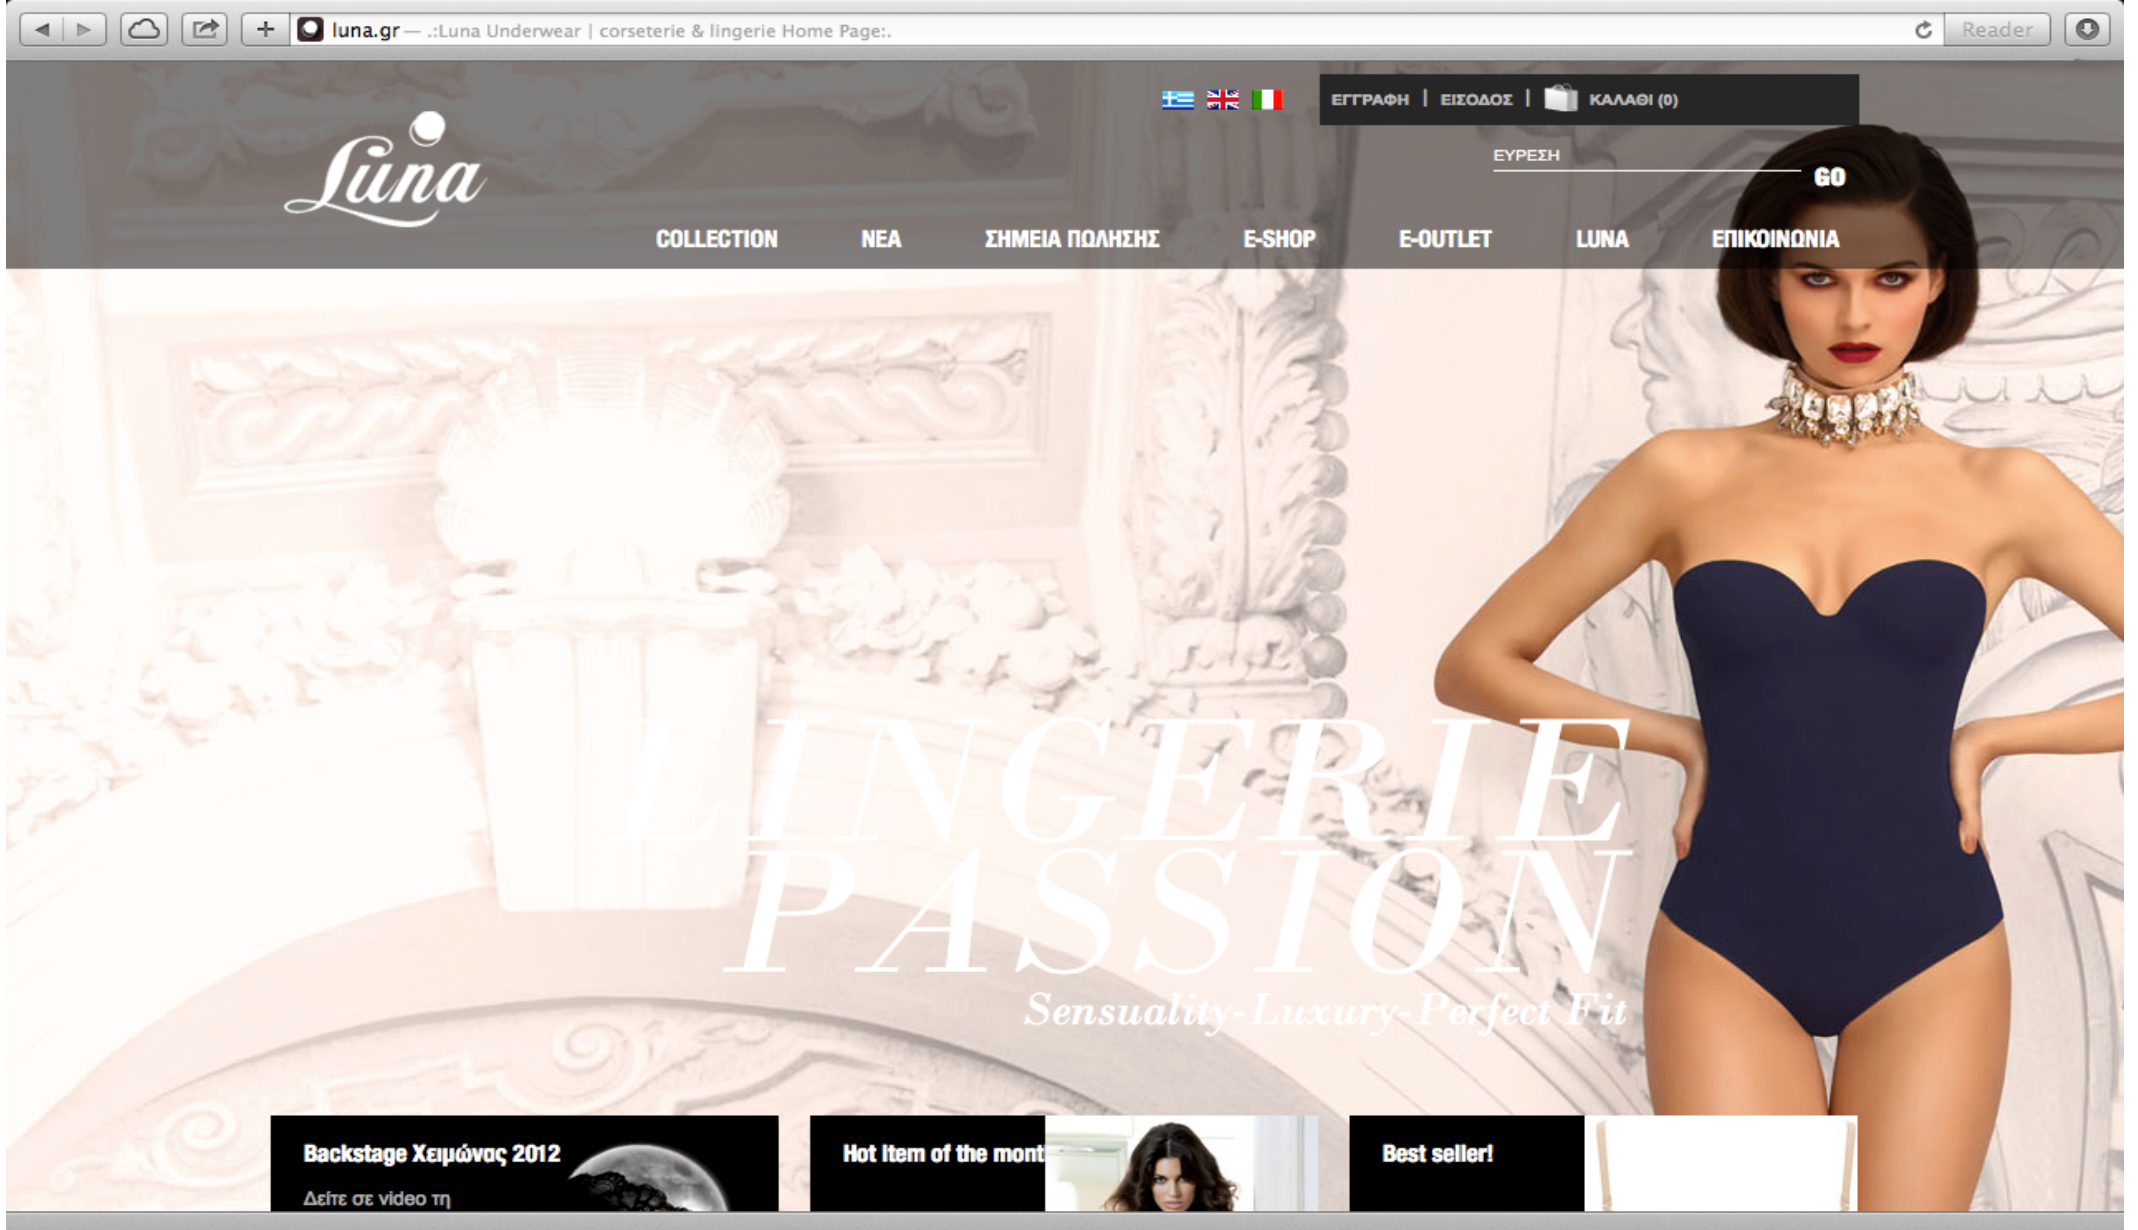 luna.gr — .:Luna Underwear | corseterie & lingerie Home Page:.
Reader
Luna
ΕΓΓΡΑΦΗ | ΕΙΣΟΔΟΣ | ΚΑΛΑΘΙ (0)
ΕΥΡΕΣΗ
GO
COLLECTION ΝΕΑ ΣΗΜΕΙΑ ΠΩΛΗΣΗΣ E-SHOP E-OUTLET LUNA ΕΠΙΚΟΙΝΩΝΙΑ
LINGERIE
PASSION
Sensuality-Luxury-Perfect Fit
Backstage Χειμώνας 2012
Δείτε σε video τη
Hot Item of the mont
Best seller!